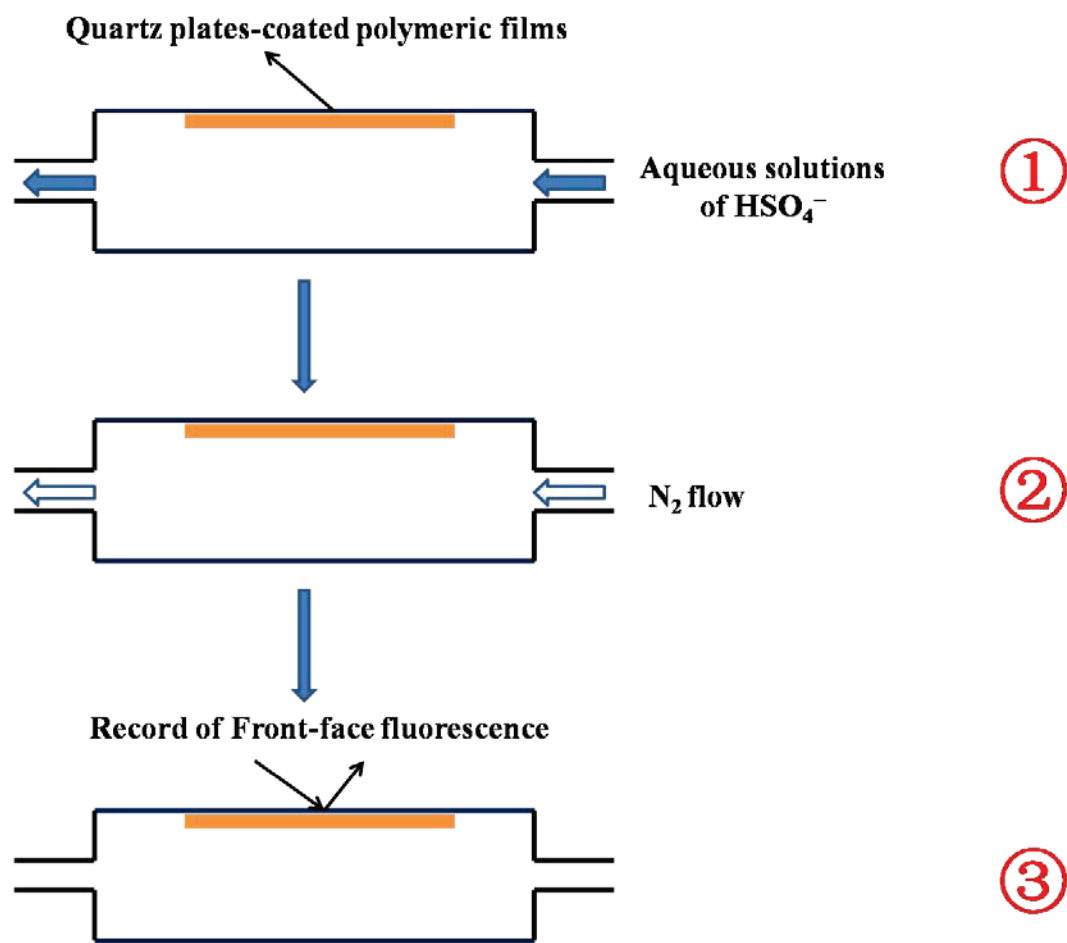 Quartz plates-coated polymeric films
Aqueous solutions
of HSO₄⁻
①
N₂ flow
②
Record of Front-face fluorescence
③